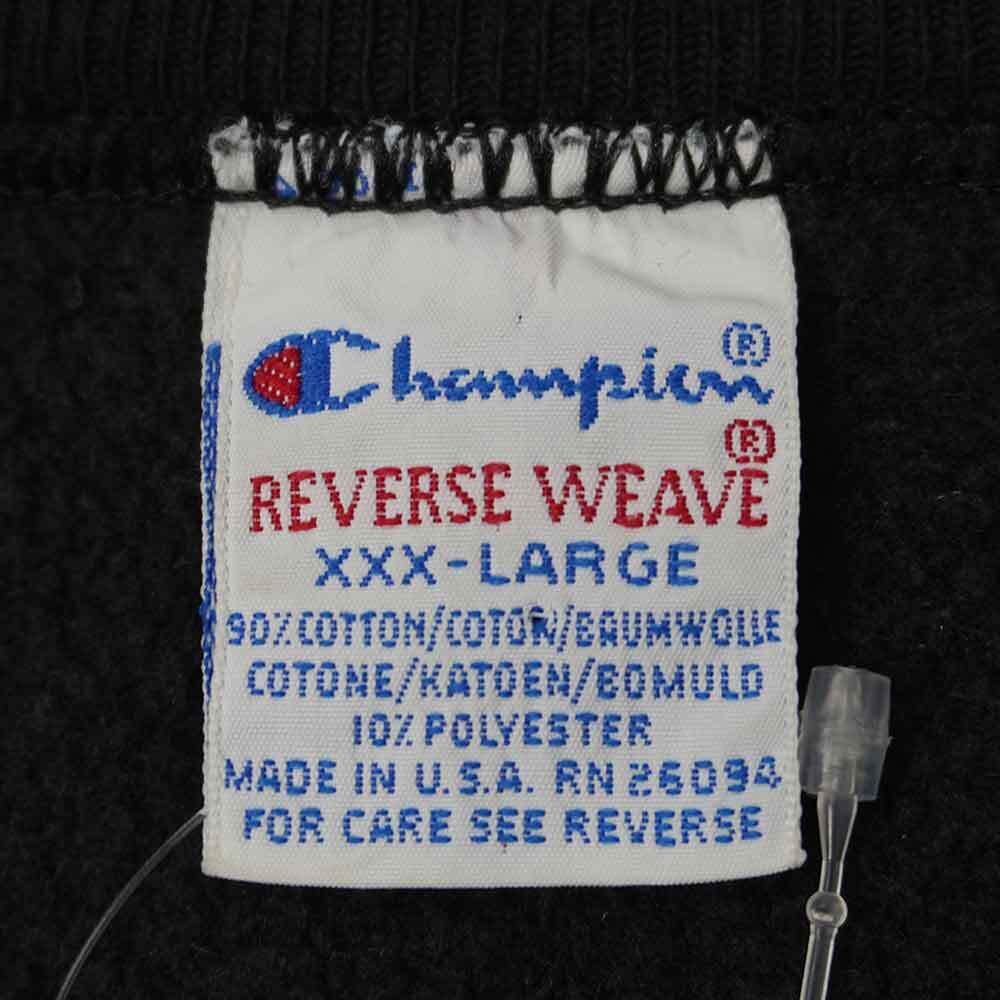 Champion®
REVERSE WEAVE®
XXX-LARGE
90% COTTON/COTON/BAUMWOLLE
COTONE/KATOEN/BOMULD
10% POLYESTER
MADE IN U.S.A. RN 26094
FOR CARE SEE REVERSE